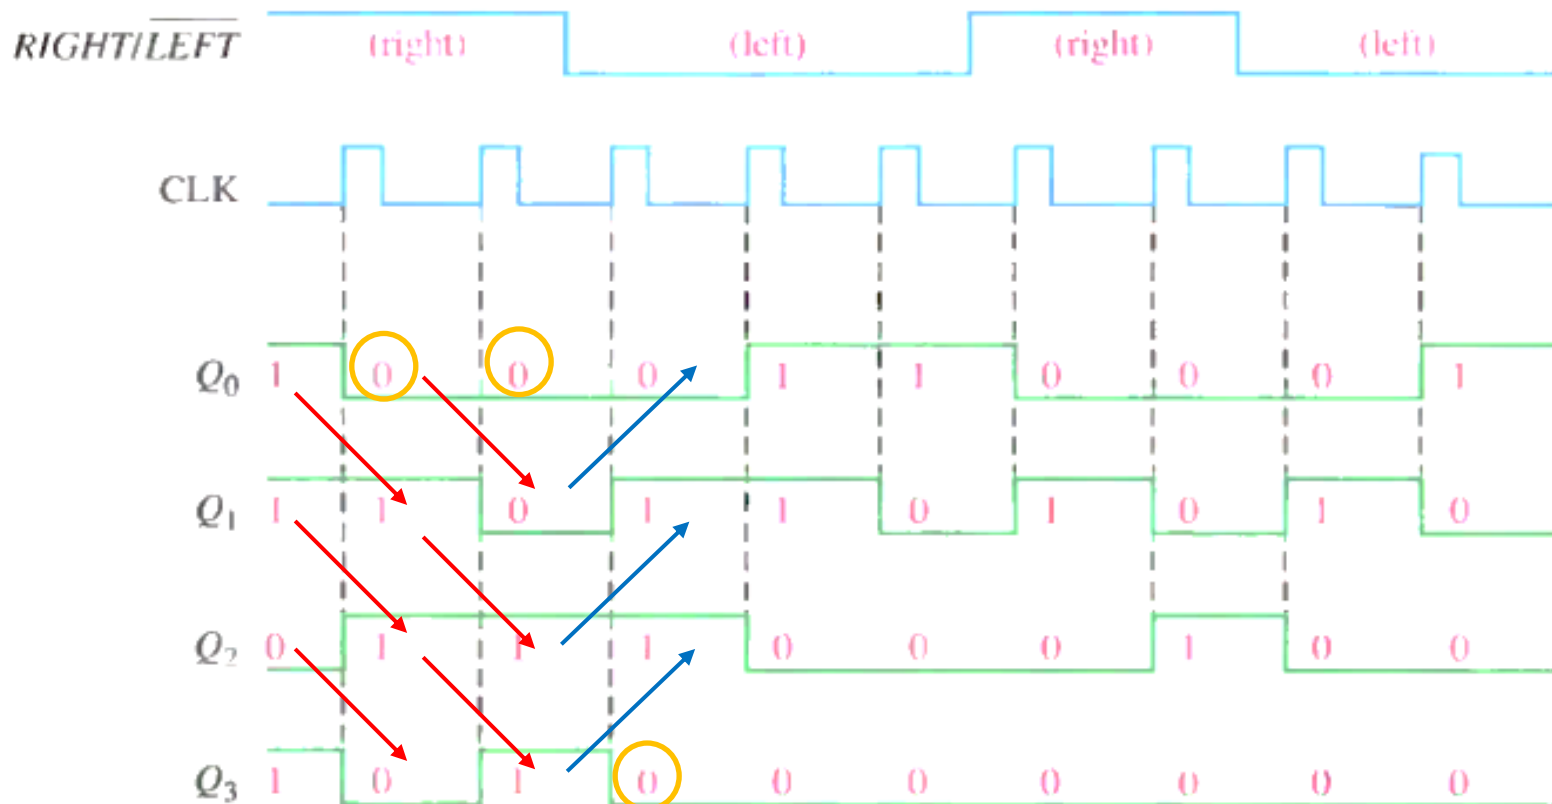 RIGHT/LEFT (right) (left) (right) (left)
CLK
Q0 1 0 0 0 1 1 0 0 0 1
Q1 1 1 0 1 1 0 1 0 1 0
Q2 0 1 1 1 0 0 0 1 0 0
Q3 1 0 1 0 0 0 0 0 0 0